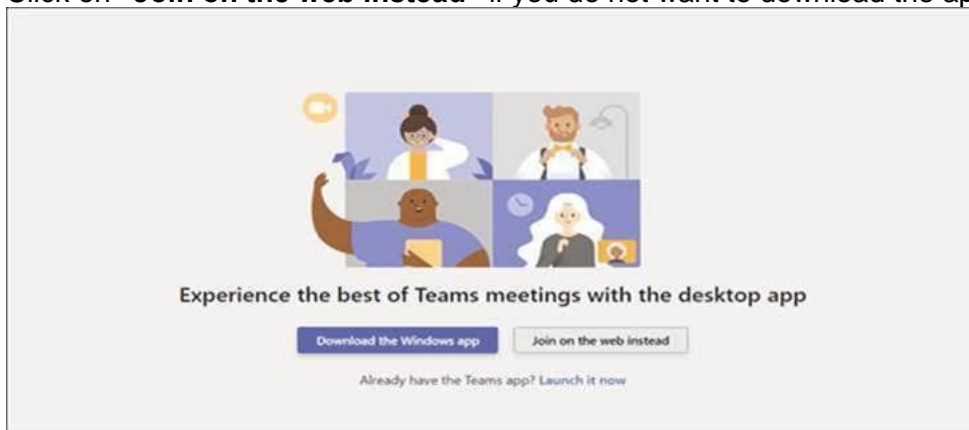 Click on "Join on the web instead" if you do not want to download the ap
Experience the best of Teams meetings with the desktop app
Download the Windows app
Join on the web instead
Already have the Teams app? Launch it now